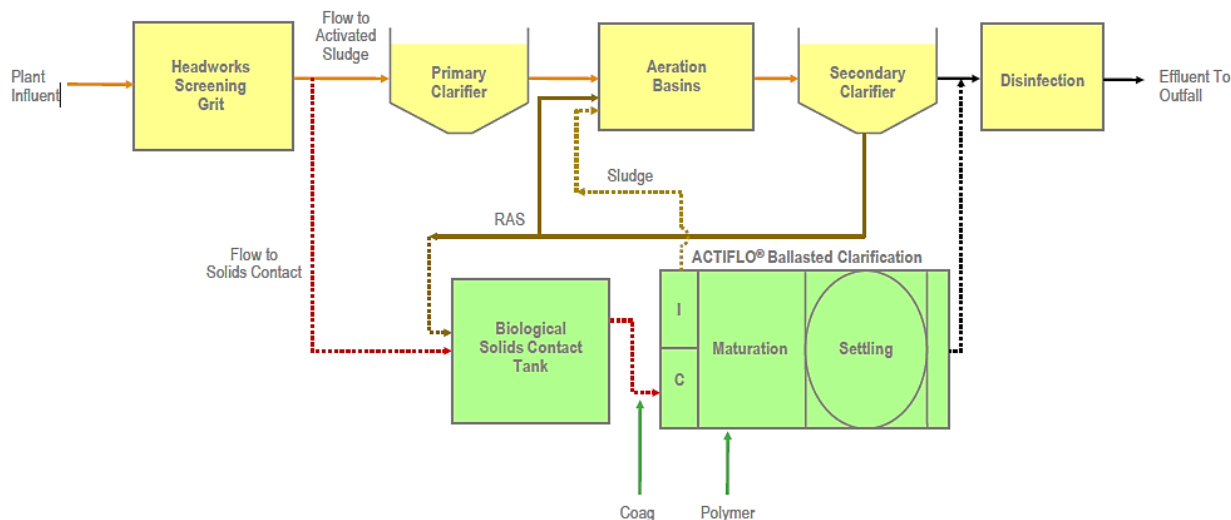 Flow to
Activated
Sludge
Plant
Influent
Headworks
Screening
Grit
Primary
Clarifier
Aeration
Basins
Secondary
Clarifier
Disinfection
Effluent To
Outfall
Sludge
RAS
Flow to
Solids Contact
ACTIFLO® Ballasted Clarification
Biological
Solids Contact
Tank
I
C
Maturation
Settling
Coag
Polymer